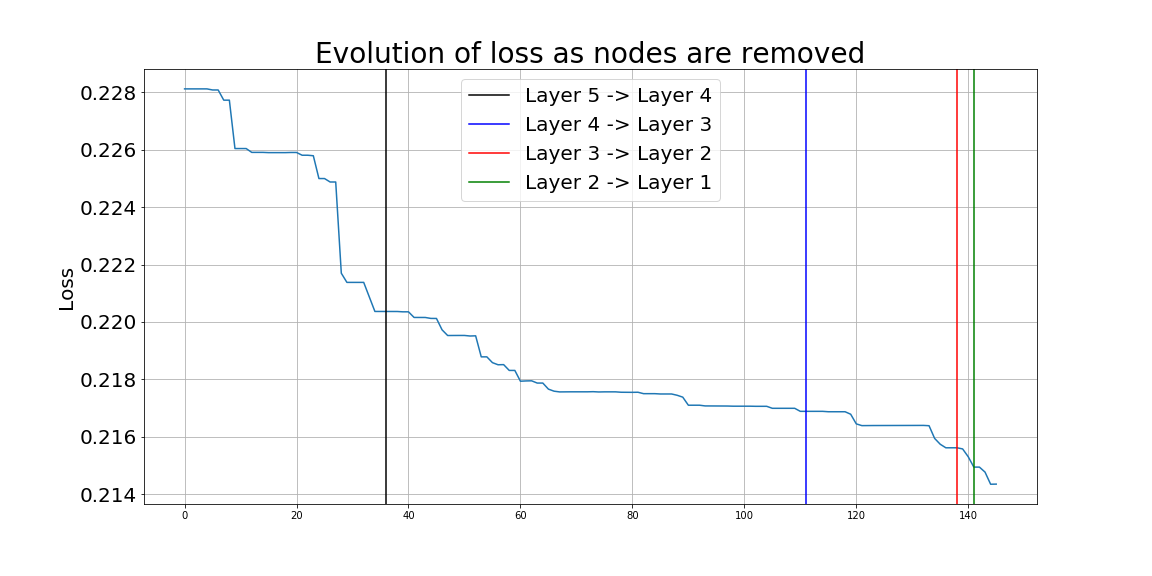 Evolution of loss as nodes are removed
Layer 5 -> Layer 4
Layer 4 -> Layer 3
Layer 3 -> Layer 2
Layer 2 -> Layer 1
Loss
0.228
0.226
0.224
0.222
0.220
0.218
0.216
0.214
0 20 40 60 80 100 120 140